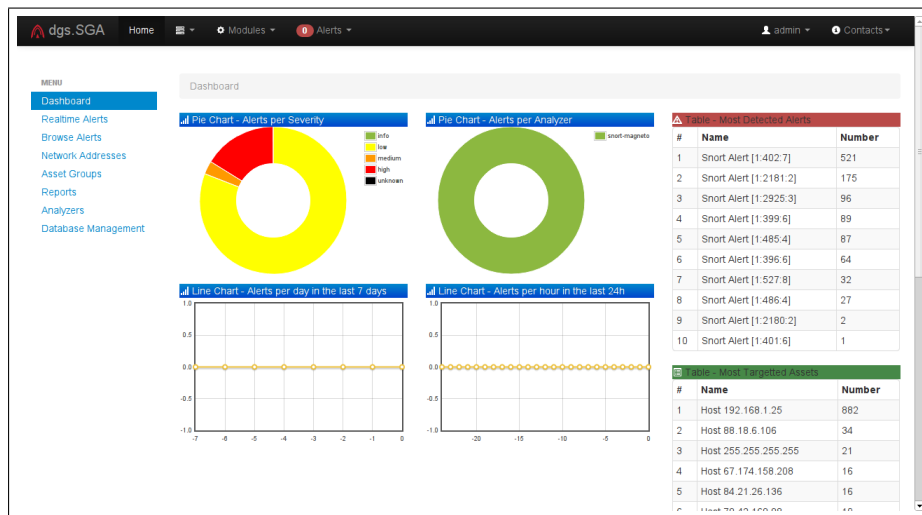 dgs.SGA Home Modules 0 Alerts admin Contacts
MENU
Dashboard
Realtime Alerts
Browse Alerts
Network Addresses
Asset Groups
Reports
Analyzers
Database Management
Dashboard
Pie Chart - Alerts per Severity
info
low
medium
high
unknown
Pie Chart - Alerts per Analyzer
snort-magneto
Line Chart - Alerts per day in the last 7 days
1.0
0.5
0.0
-0.5
-1.0
-7 -6 -5 -4 -3 -2 -1 0
Line Chart - Alerts per hour in the last 24h
1.0
0.5
0.0
-0.5
-1.0
-20 -15 -10 -5 0
Table - Most Detected Alerts
# Name Number
1 Snort Alert [1:402:7] 521
2 Snort Alert [1:2181:2] 175
3 Snort Alert [1:2925:3] 96
4 Snort Alert [1:399:6] 89
5 Snort Alert [1:485:4] 87
6 Snort Alert [1:396:6] 64
7 Snort Alert [1:527:8] 32
8 Snort Alert [1:486:4] 27
9 Snort Alert [1:2180:2] 2
10 Snort Alert [1:401:6] 1
Table - Most Targetted Assets
# Name Number
1 Host 192.168.1.25 882
2 Host 88.18.6.106 34
3 Host 255.255.255.255 21
4 Host 67.174.158.208 16
5 Host 84.21.26.136 16